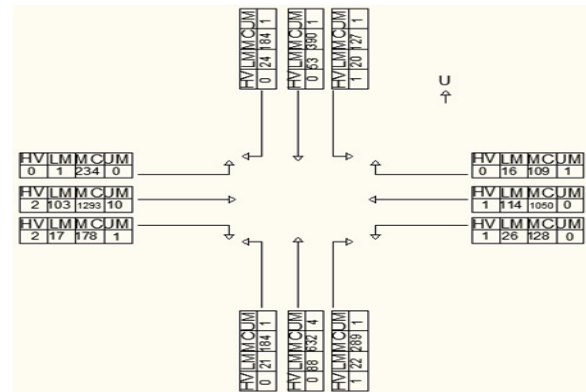 HV LM MC UM
0 24 184 1
HV LM MC UM
0 53 390 1
HV LM MC UM
1 20 127 1
U
HV LM MC UM
0 1 234 0
HV LM MC UM
0 16 109 1
HV LM MC UM
2 103 1293 10
HV LM MC UM
1 114 1050 0
HV LM MC UM
2 17 178 1
HV LM MC UM
1 26 128 0
HV LM MC UM
0 21 184 1
HV LM MC UM
0 88 632 4
HV LM MC UM
1 22 289 1